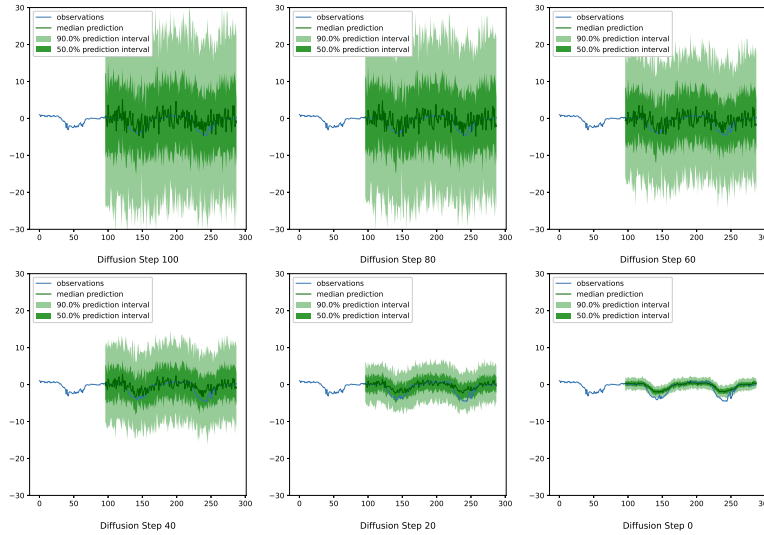 30
20
10
0
−10
−20
−30
0 50 100 150 200 250 300
observations
median prediction
90.0% prediction interval
50.0% prediction interval
Diffusion Step 100
30
20
10
0
−10
−20
−30
0 50 100 150 200 250 300
observations
median prediction
90.0% prediction interval
50.0% prediction interval
Diffusion Step 80
30
20
10
0
−10
−20
−30
0 50 100 150 200 250 300
observations
median prediction
90.0% prediction interval
50.0% prediction interval
Diffusion Step 60
30
20
10
0
−10
−20
−30
0 50 100 150 200 250 300
observations
median prediction
90.0% prediction interval
50.0% prediction interval
Diffusion Step 40
30
20
10
0
−10
−20
−30
0 50 100 150 200 250 300
observations
median prediction
90.0% prediction interval
50.0% prediction interval
Diffusion Step 20
30
20
10
0
−10
−20
−30
0 50 100 150 200 250
observations
median prediction
90.0% prediction interval
50.0% prediction interval
Diffusion Step 0